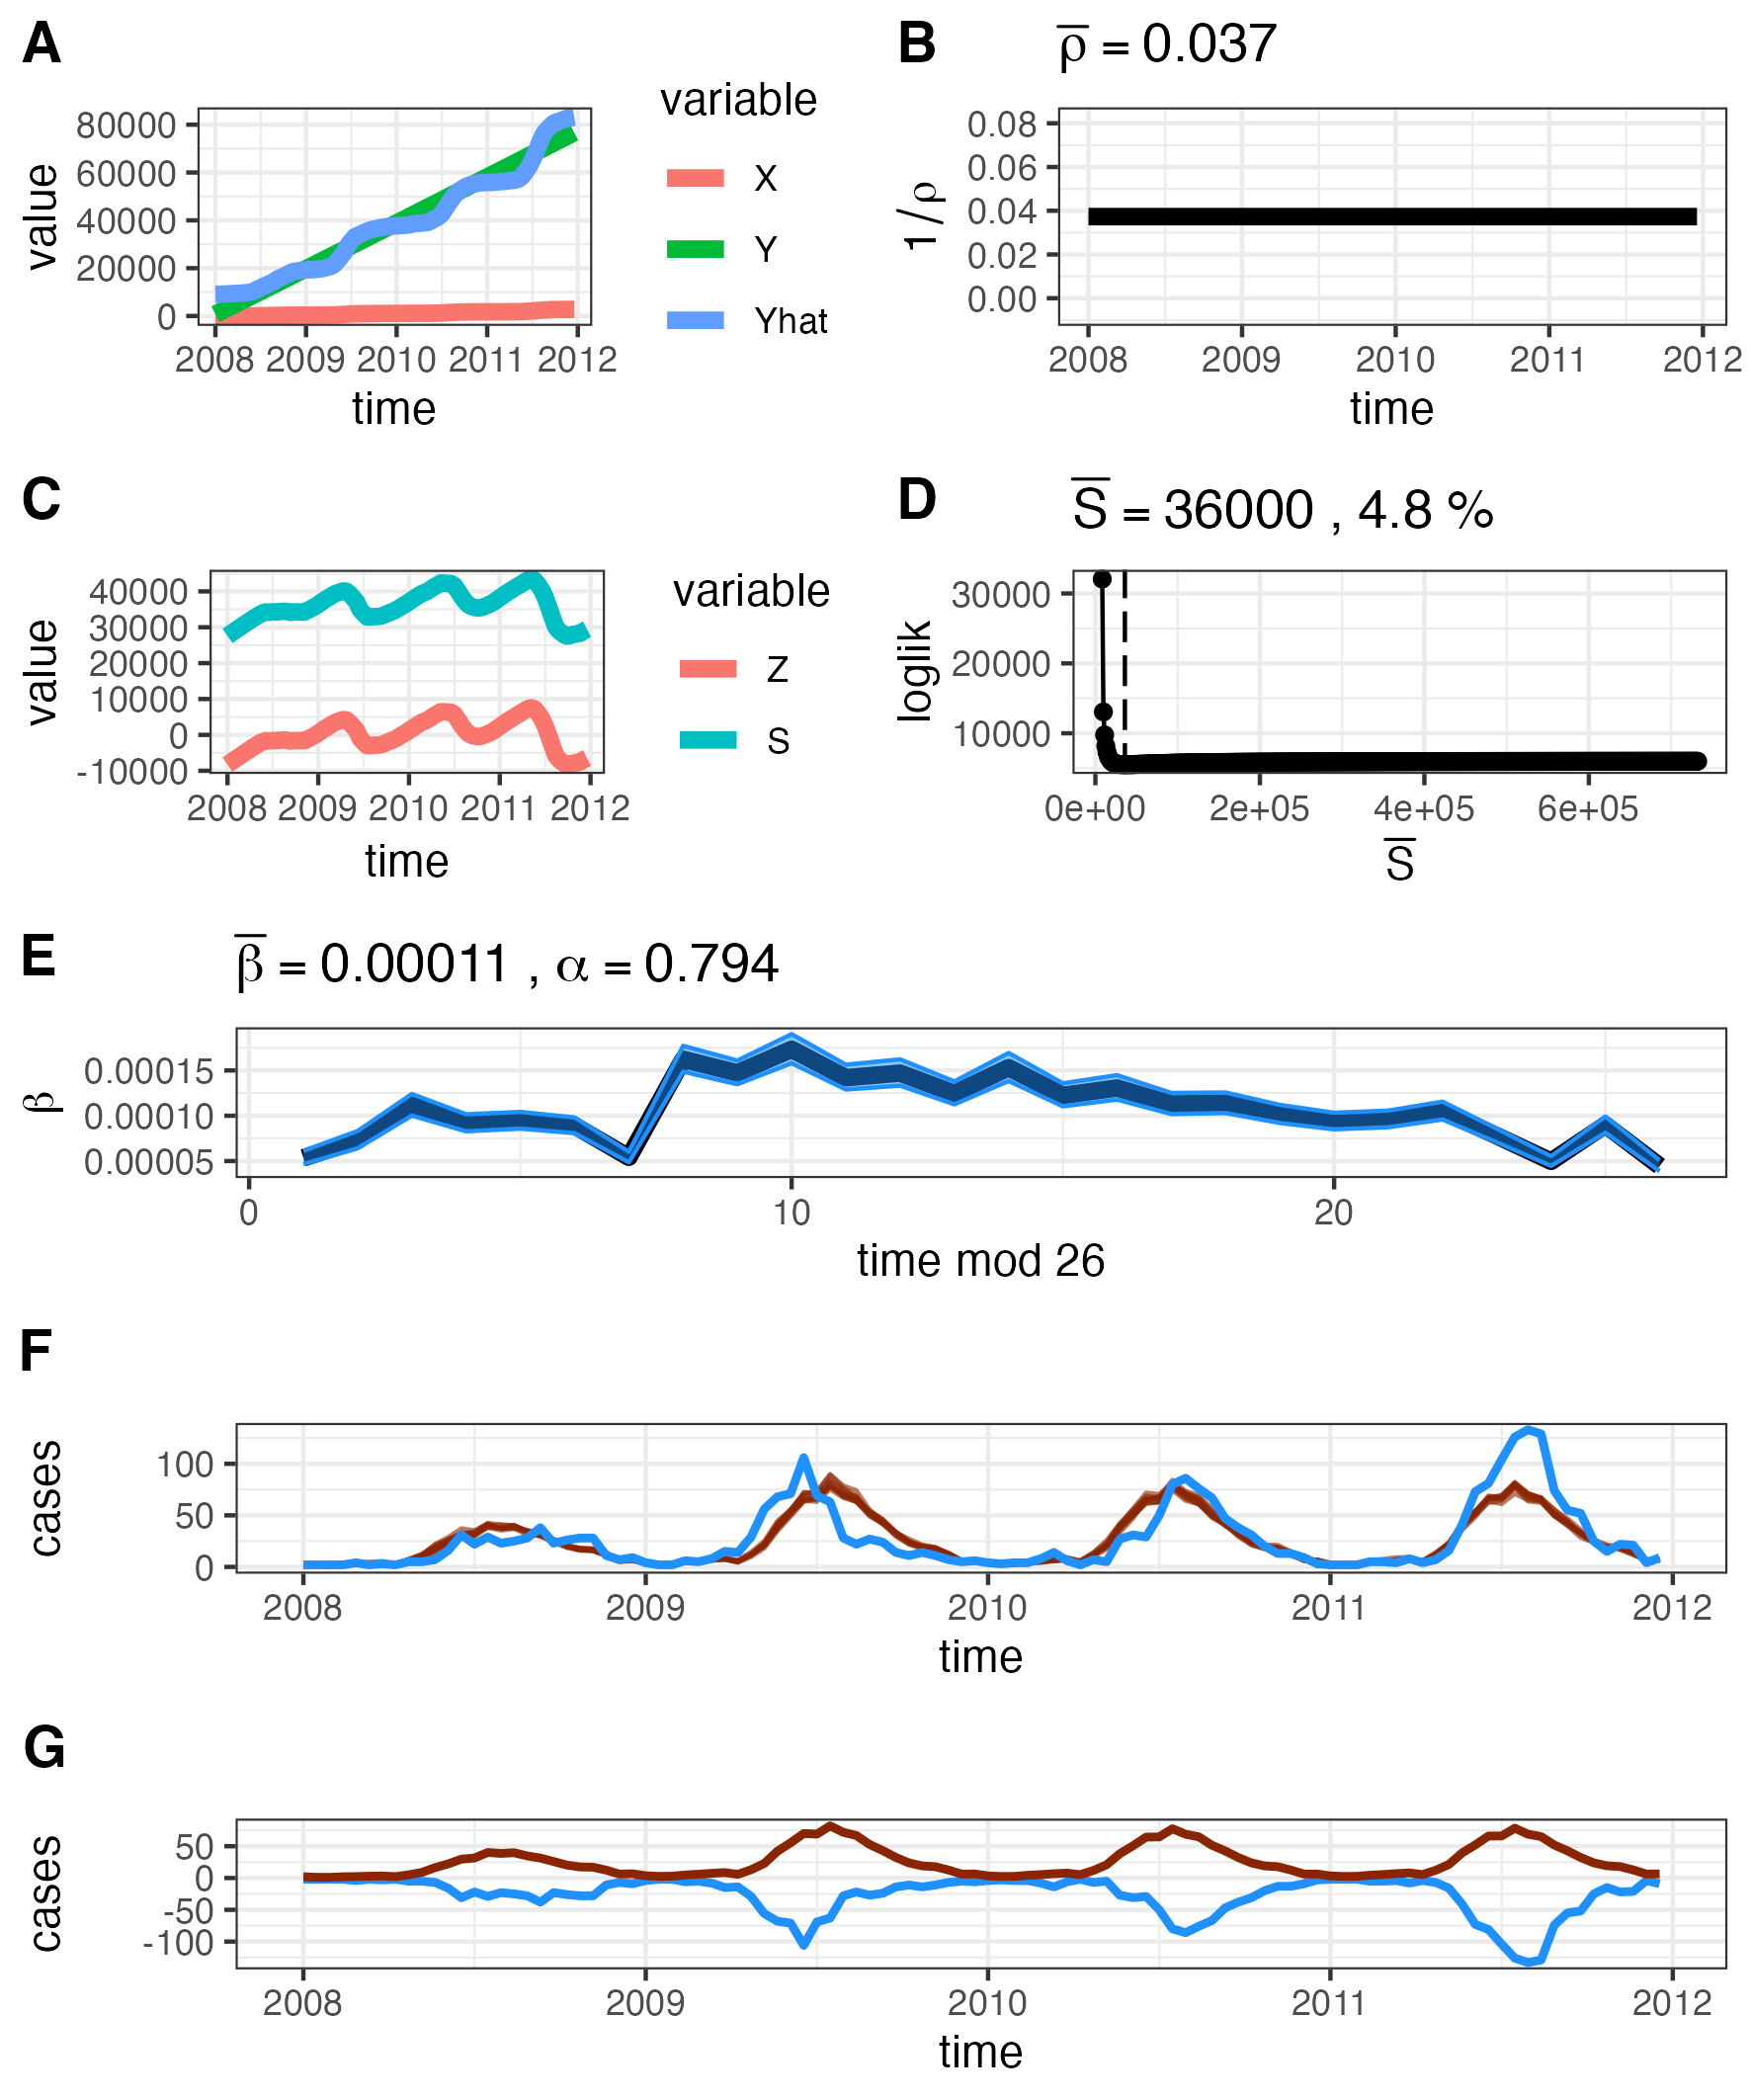 A
variable
X
Y
Yhat
value
80000
60000
40000
20000
0
2008 2009 2010 2011 2012
time
B
ρ̅ = 0.037
1/ρ
0.08
0.06
0.04
0.02
0.00
2008 2009 2010 2011 2012
time
C
variable
Z
S
value
40000
30000
20000
10000
0
-10000
2008 2009 2010 2011 2012
time
D
S̅ = 36000 , 4.8 %
loglik
30000
20000
10000
0e+00 2e+05 4e+05 6e+05
S̅
E
β̅ = 0.00011 , α = 0.794
β
0.00015
0.00010
0.00005
0 10 20
time mod 26
F
cases
100
50
0
2008 2009 2010 2011 2012
time
G
cases
50
0
-50
-100
2008 2009 2010 2011 2012
time